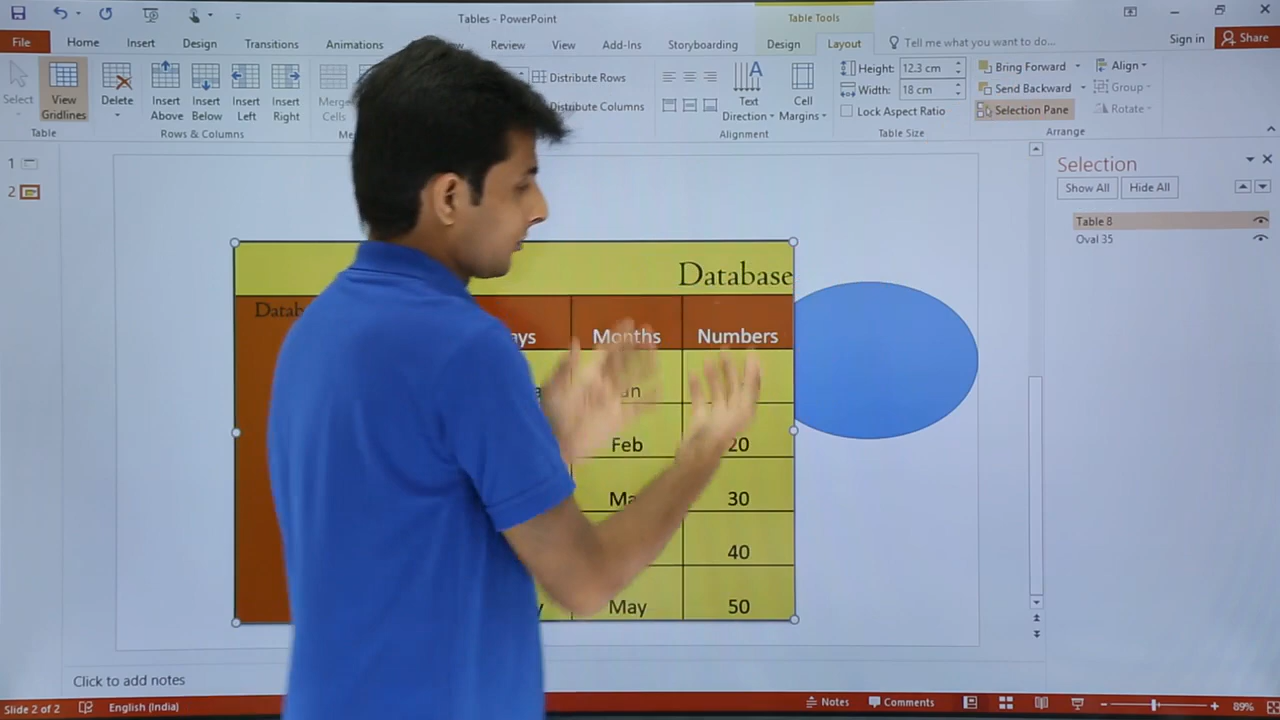 Tables - PowerPoint
Table Tools
File Home Insert Design Transitions Animations Review View Add-Ins Storyboarding Design Layout Tell me what you want to do... Sign in Share
Select
View Gridlines
Delete
Insert Above
Insert Below
Insert Left
Insert Right
Merge Cells
Distribute Rows
Distribute Columns
Text Direction
Cell Margins
Height: 12.3 cm
Width: 18 cm
Lock Aspect Ratio
Bring Forward
Send Backward
Selection Pane
Align
Group
Rotate
Table
Rows & Columns
Alignment
Table Size
Arrange
1
2
Database
Months Numbers
Feb 20
30
40
May 50
Selection
Show All Hide All
Table 8
Oval 35
Click to add notes
Slide 2 of 2 English (India) Notes Comments 89%